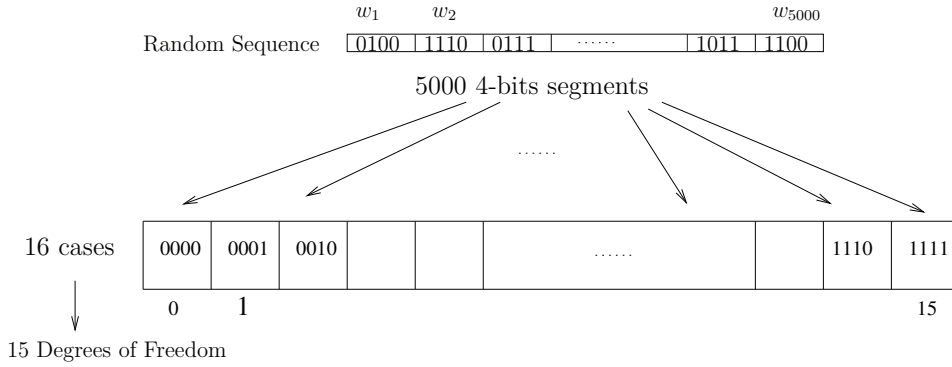 w1 w2 w5000
Random Sequence 0100 1110 0111 ...... 1011 1100
5000 4-bits segments
......
16 cases 0000 0001 0010 ...... 1110 1111
0 1 15
15 Degrees of Freedom